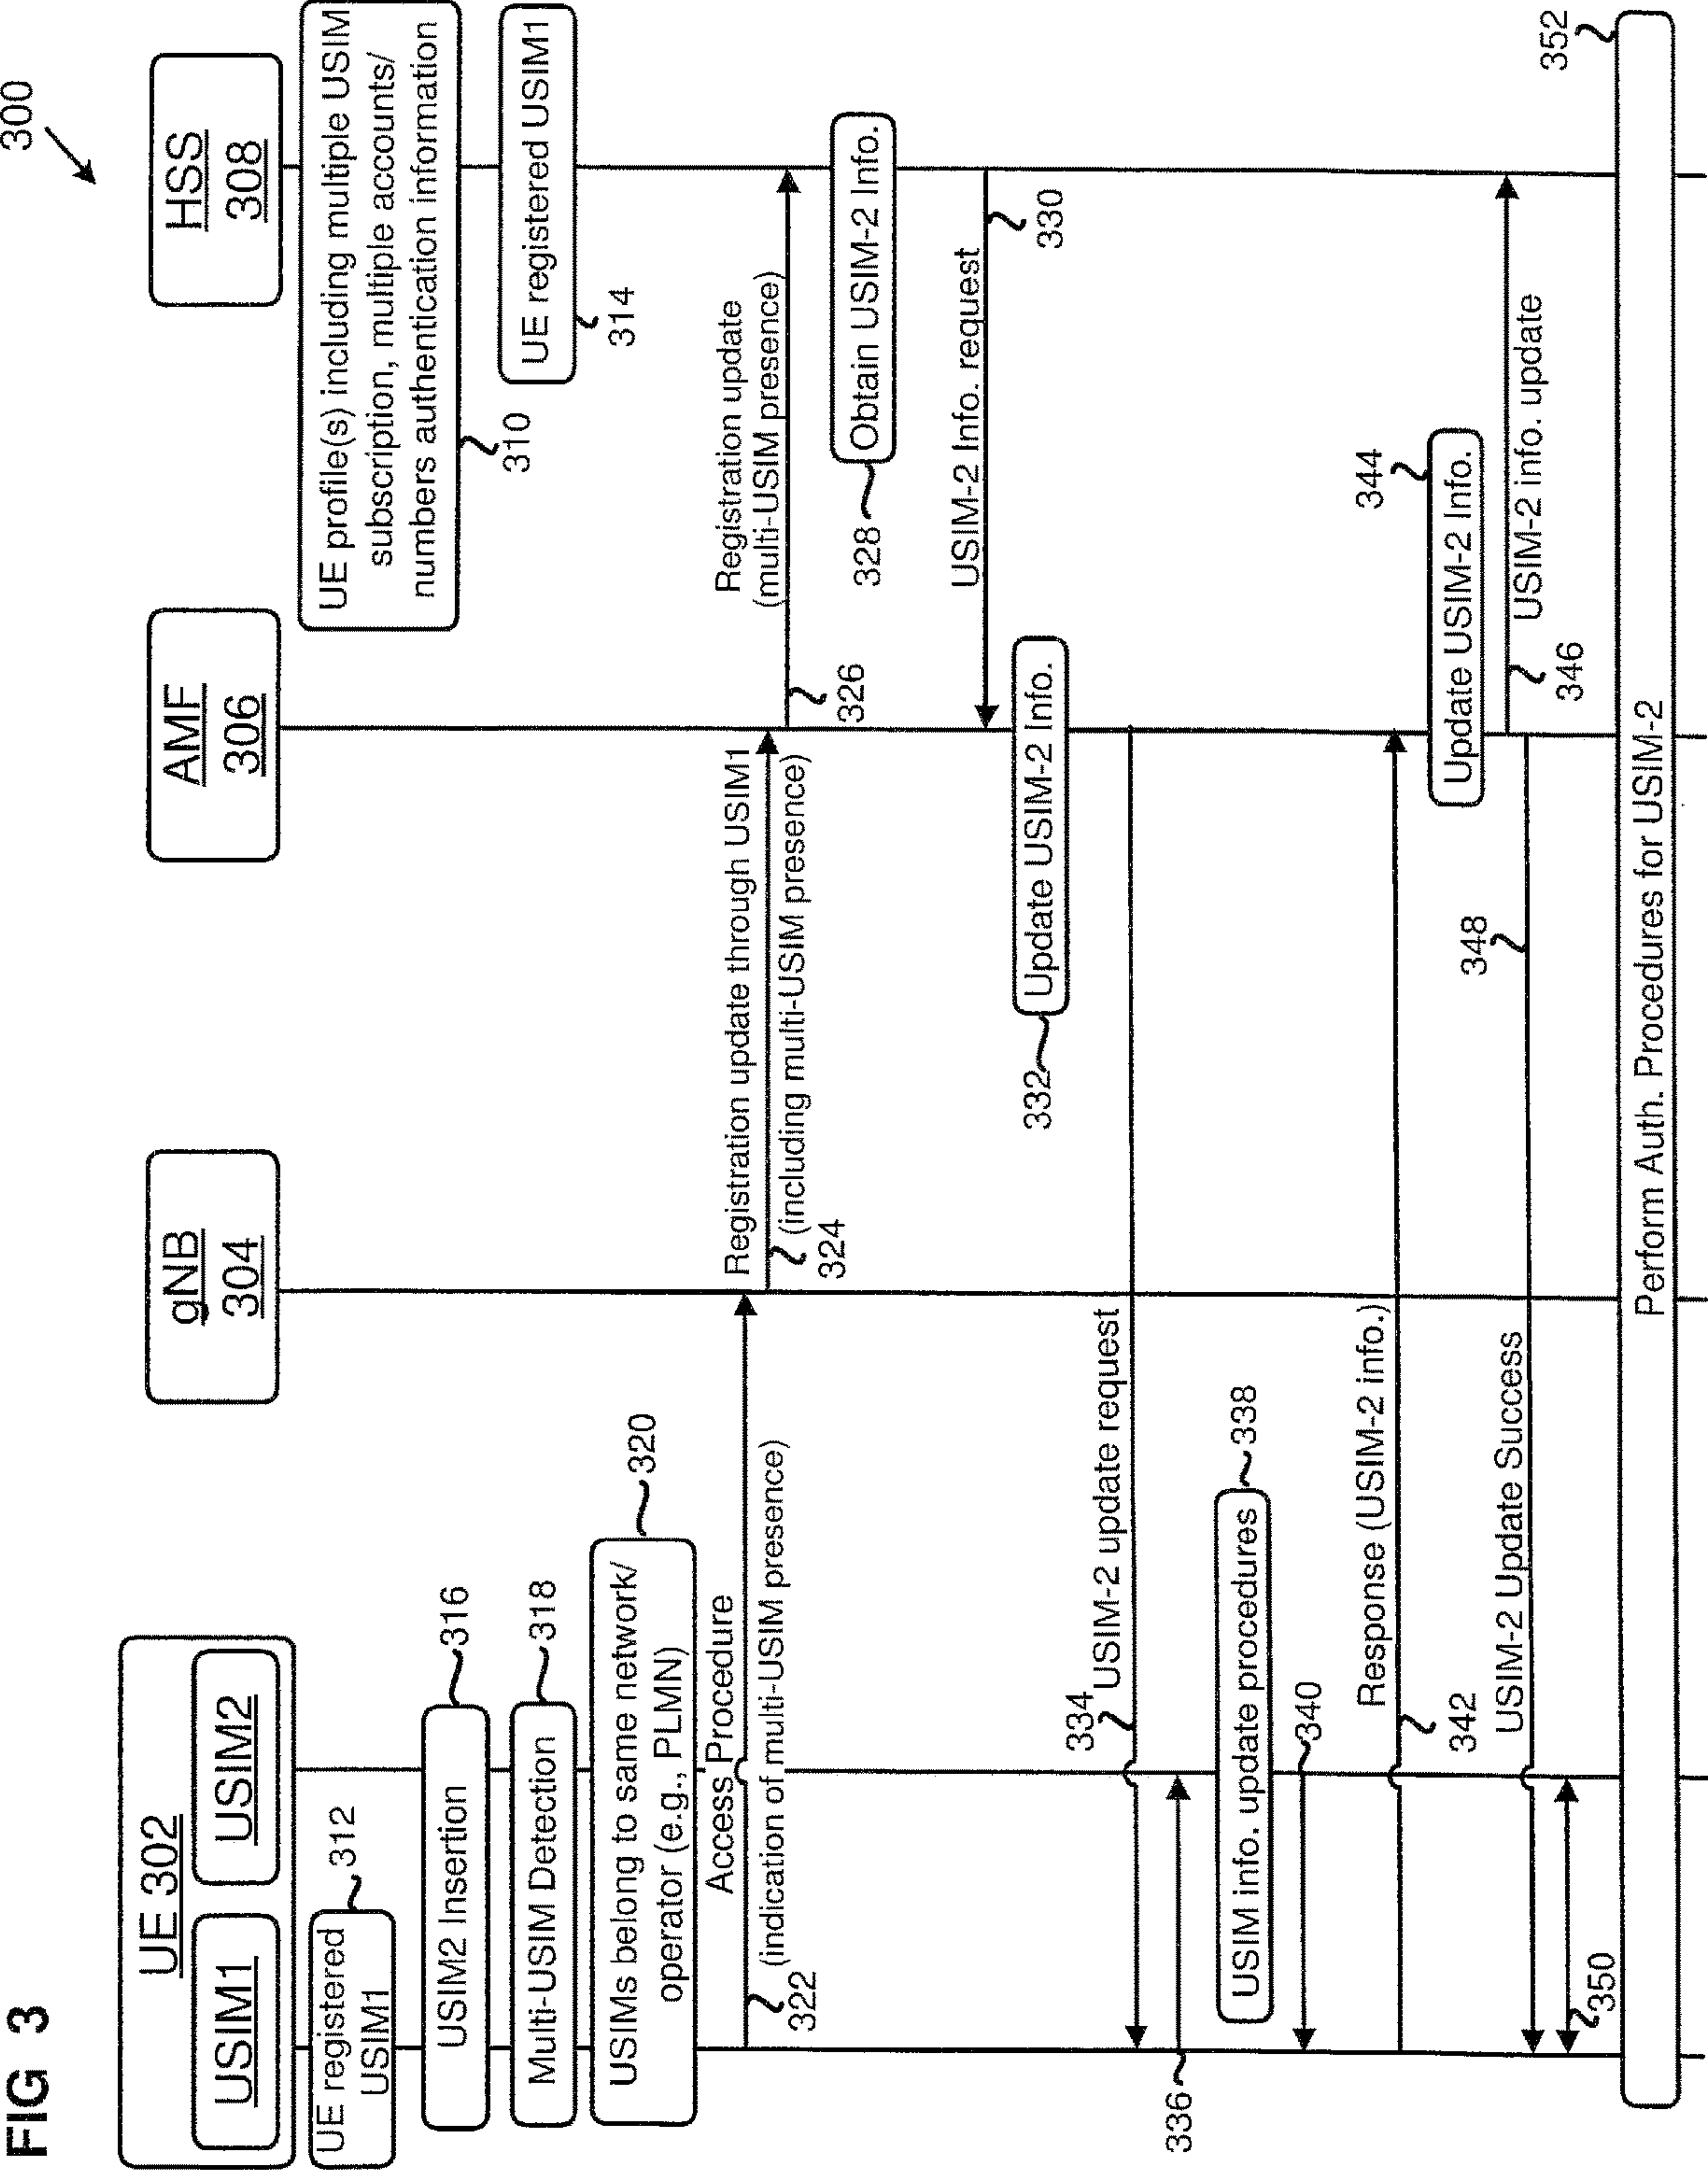 FIG 3
300
UE 302
USIM1
USIM2
gNB
304
AMF
306
HSS
308
UE profile(s) including multiple USIM
subscription, multiple accounts/
numbers authentication information
310
UE registered
USIM1
312
UE registered USIM1
314
USIM2 Insertion
316
Multi-USIM Detection
318
USIMs belong to same network/
operator (e.g., PLMN)
320
Access Procedure
(indication of multi-USIM presence)
322
Registration update through USIM1
(including multi-USIM presence)
324
Registration update
(multi-USIM presence)
326
Obtain USIM-2 Info.
328
USIM-2 Info. request
330
Update USIM-2 Info.
332
USIM-2 update request
334
336
USIM info. update procedures
338
340
Response (USIM-2 info.)
342
Update USIM-2 Info.
344
USIM-2 info. update
346
USIM-2 Update Success
348
350
Perform Auth. Procedures for USIM-2
352